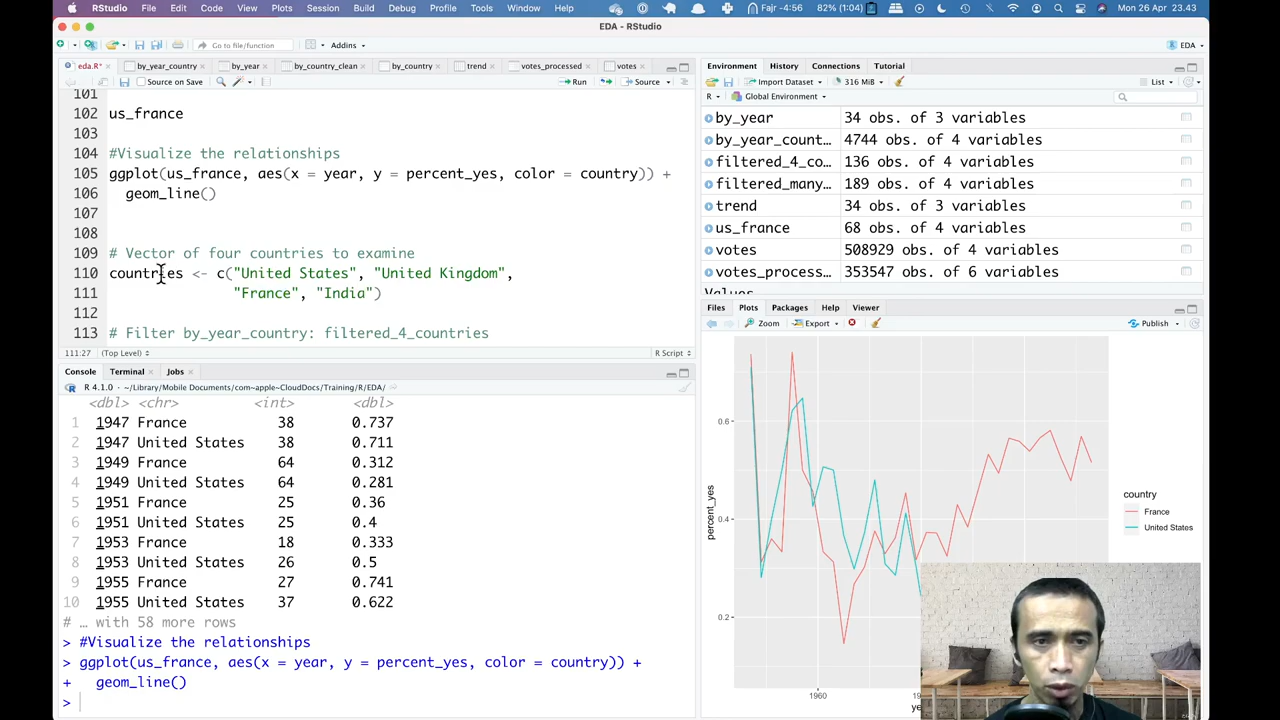 RStudio File Edit Code View Plots Session Build Debug Profile Tools Window Help Fajr -4:56 82% (1:04) Mon 26 Apr 23.43
EDA - RStudio
Go to file/function Addins EDA
eda.R* by_year_country by_year by_country_clean by_country trend votes_processed votes
Source on Save Run Source
101
102 us_france
103
104 #Visualize the relationships
105 ggplot(us_france, aes(x = year, y = percent_yes, color = country)) +
106 geom_line()
107
108
109 # Vector of four countries to examine
110 countries <- c("United States", "United Kingdom",
111 "France", "India")
112
113 # Filter by_year_country: filtered_4_countries
111:27 (Top Level) R Script
Console Terminal Jobs
R 4.1.0 · ~/Library/Mobile Documents/com~apple~CloudDocs/Training/R/EDA/
<dbl> <chr> <int> <dbl>
1 1947 France 38 0.737
2 1947 United States 38 0.711
3 1949 France 64 0.312
4 1949 United States 64 0.281
5 1951 France 25 0.36
6 1951 United States 25 0.4
7 1953 France 18 0.333
8 1953 United States 26 0.5
9 1955 France 27 0.741
10 1955 United States 37 0.622
# … with 58 more rows
> #Visualize the relationships
> ggplot(us_france, aes(x = year, y = percent_yes, color = country)) +
+ geom_line()
>
Environment History Connections Tutorial
Import Dataset 316 MiB List
R Global Environment
by_year 34 obs. of 3 variables
by_year_count… 4744 obs. of 4 variables
filtered_4_co… 136 obs. of 4 variables
filtered_many… 189 obs. of 4 variables
trend 34 obs. of 3 variables
us_france 68 obs. of 4 variables
votes 508929 obs. of 4 variables
votes_process… 353547 obs. of 6 variables
Values
Files Plots Packages Help Viewer
Zoom Export Publish
percent_yes
0.6
0.4
0.2
1960
country
France
United States